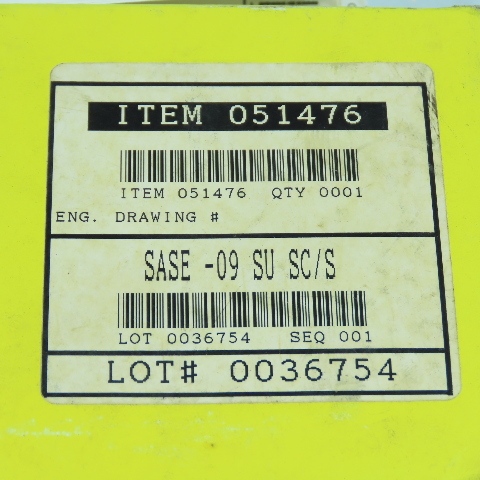 ITEM 051476
ITEM 051476 QTY 0001
ENG. DRAWING #
SASE -09 SU SC/S
LOT 0036754 SEQ 001
LOT# 0036754